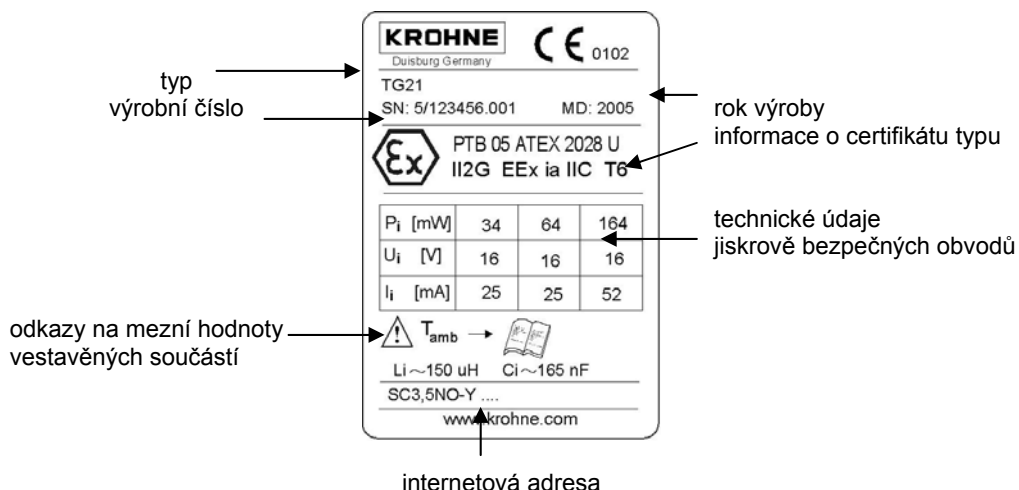 KROHNE
Duisburg Germany
CE 0102
typ
výrobní číslo
TG21
SN: 5/123456.001 MD: 2005
rok výroby
informace o certifikátu typu
Ex
PTB 05 ATEX 2028 U
II2G EEx ia IIC T6
Pi [mW] 34 64 164
Ui [V] 16 16 16
Ii [mA] 25 25 52
technické údaje
jiskrově bezpečných obvodů
odkazy na mezní hodnoty
vestavěných součástí
Tamb →
Li~150 uH Ci~165 nF
SC3,5NO-Y ....
www.krohne.com
internetová adresa